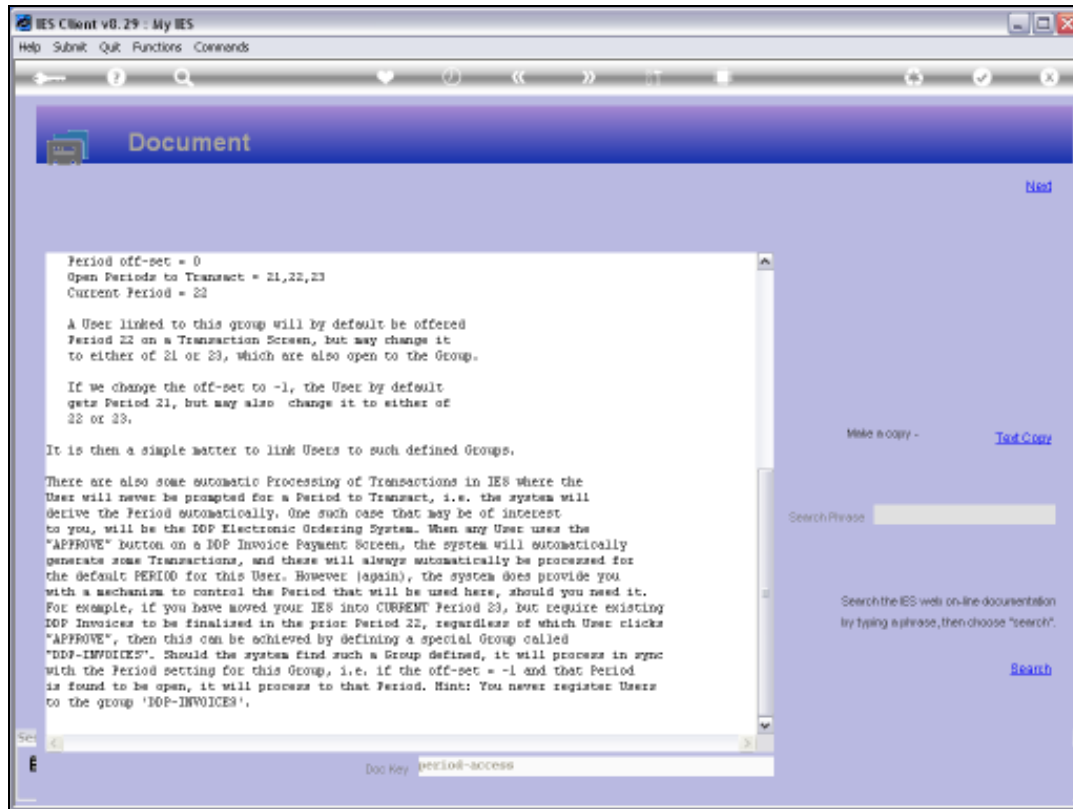 IES Client v8.29 : My IES
Help Submit Quit Functions Commands
Document
Next
Period off-set = 0
Open Periods to Transact = 21,22,23
Current Period = 22
A User linked to this group will by default be offered
Period 22 on a Transaction Screen, but may change it
to either of 21 or 23, which are also open to the Group.
If we change the off-set to -1, the User by default
gets Period 21, but may also change it to either of
22 or 23.
It is then a simple matter to link Users to such defined Groups.
There are also some automatic Processing of Transactions in IES where the
User will never be prompted for a Period to Transact, i.e. the system will
derive the Period automatically. One such case that may be of interest
to you, will be the DDP Electronic Ordering System. When any User uses the
"APPROVE" button on a DDP Invoice Payment Screen, the system will automatically
generate some Transactions, and these will always automatically be processed for
the default PERIOD for this User. However (again), the system does provide you
with a mechanism to control the Period that will be used here, should you need it.
For example, if you have moved your IES into CURRENT Period 23, but require existing
DDP Invoices to be finalized in the prior Period 22, regardless of which User clicks
"APPROVE", then this can be achieved by defining a special Group called
"DDP-INVOICES". Should the system find such a Group defined, it will process in sync
with the Period setting for this Group, i.e. if the off-set = -1 and that Period
is found to be open, it will process to that Period. Hint: You never register Users
to the group 'DDP-INVOICES'.
Make a copy -
Text Copy
Search Phrase
Search the IES web on-line documentation
by typing a phrase, then choose "search".
Search
Doc Key period-access